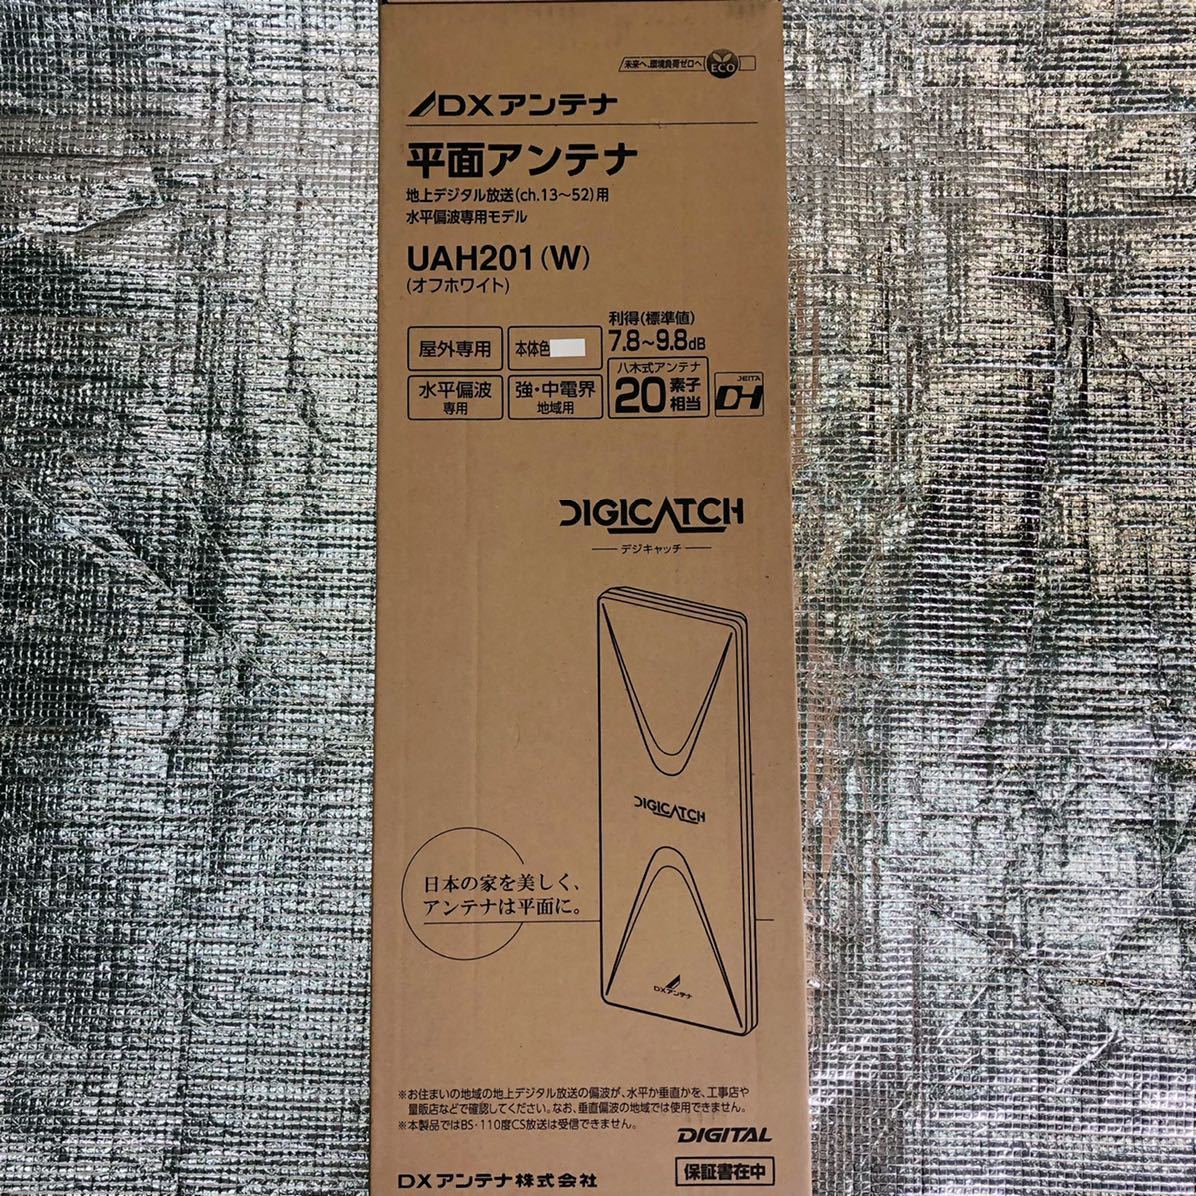 未来へ、環境負荷ゼロへ
ECO
DXアンテナ
平面アンテナ
地上デジタル放送(ch.13～52)用
水平偏波専用モデル
UAH201(W)
(オフホワイト)
屋外専用
本体色
利得(標準値)
7.8～9.8dB
水平偏波
専用
強・中電界
地域用
八木式アンテナ
20素子
相当
JEITA
DH
DIGICATCH
デジキャッチ
DIGICATCH
日本の家を美しく、
アンテナは平面に。
DXアンテナ
※お住まいの地域の地上デジタル放送の偏波が、水平か垂直かを、工事店や
量販店などで確認してください。なお、垂直偏波の地域では使用できません。
※本製品ではBS・110度CS放送は受信できません。
DIGITAL
DXアンテナ株式会社
保証書在中